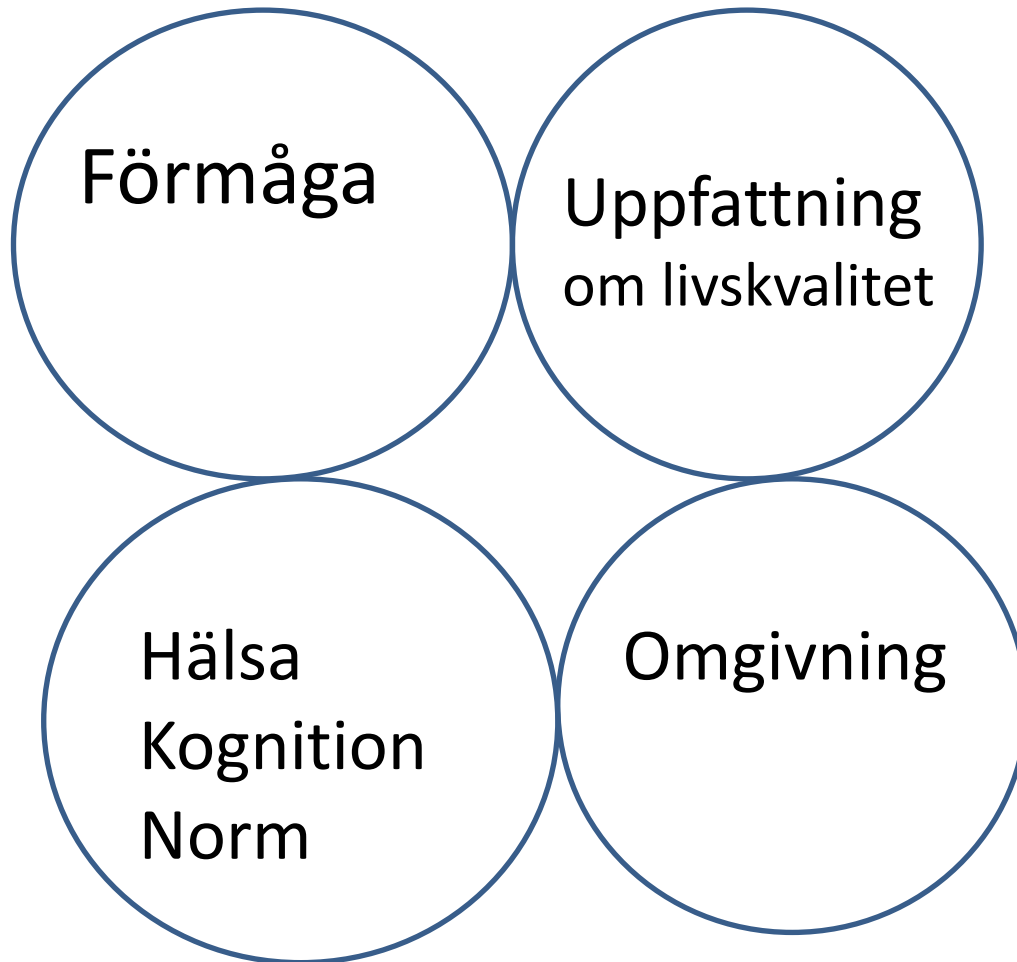 Förmåga
Uppfattning
om livskvalitet
Hälsa
Kognition
Norm
Omgivning